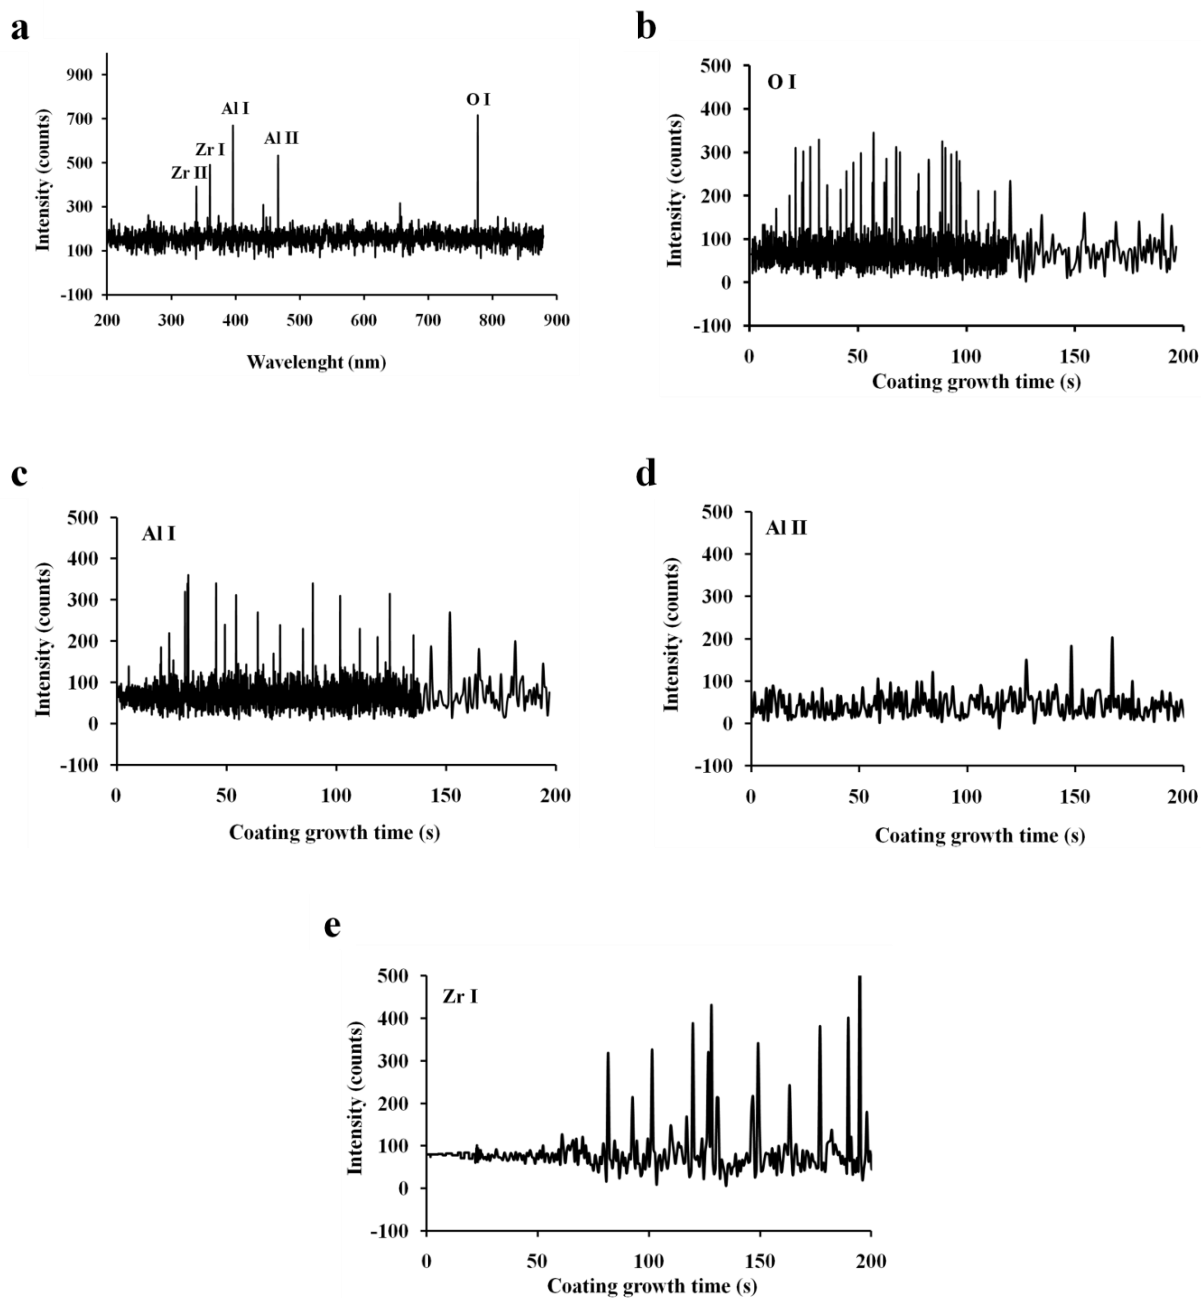 a
900
700
500
300
100
-100
Intensity (counts)
Zr II
Zr I
Al I
Al II
O I
200 300 400 500 600 700 800 900
Wavelenght (nm)
b
500
400
300
200
100
0
-100
Intensity (counts)
O I
0 50 100 150 200
Coating growth time (s)
c
500
400
300
200
100
0
-100
Intensity (counts)
Al I
0 50 100 150 200
Coating growth time (s)
d
500
400
300
200
100
0
-100
Intensity (counts)
Al II
0 50 100 150 200
Coating growth time (s)
e
500
400
300
200
100
0
-100
Intensity (counts)
Zr I
0 50 100 150 200
Coating growth time (s)